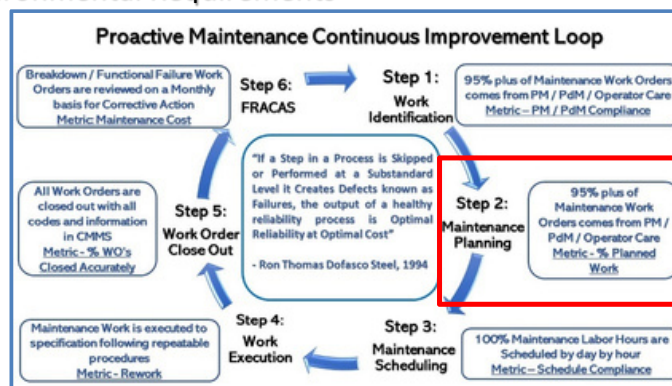 Proactive Maintenance Continuous Improvement Loop
Breakdown / Functional Failure Work
Orders are reviewed on a Monthly
basis for Corrective Action
Metric: Maintenance Cost
Step 6:
FRACAS
Step 1:
Work
Identification
95% plus of Maintenance Work Orders
comes from PM / PdM / Operator Care
Metric – PM / PdM Compliance
"If a Step in a Process is Skipped
or Performed at a Substandard
Level it Creates Defects known as
Failures, the output of a healthy
reliability process is Optimal
Reliability at Optimal Cost"
- Ron Thomas Dofasco Steel, 1994
Step 2:
Maintenance
Planning
95% plus of
Maintenance Work
Orders comes from PM /
PdM / Operator Care
Metric - % Planned
Work
All Work Orders are
closed out with all
codes and information
in CMMS
Metric - % WO's
Closed Accurately
Step 5:
Work Order
Close Out
Maintenance Work is executed to
specification following repeatable
procedures
Metric - Rework
Step 4:
Work
Execution
Step 3:
Maintenance
Scheduling
100% Maintenance Labor Hours are
Scheduled by day by hour
Metric – Schedule Compliance